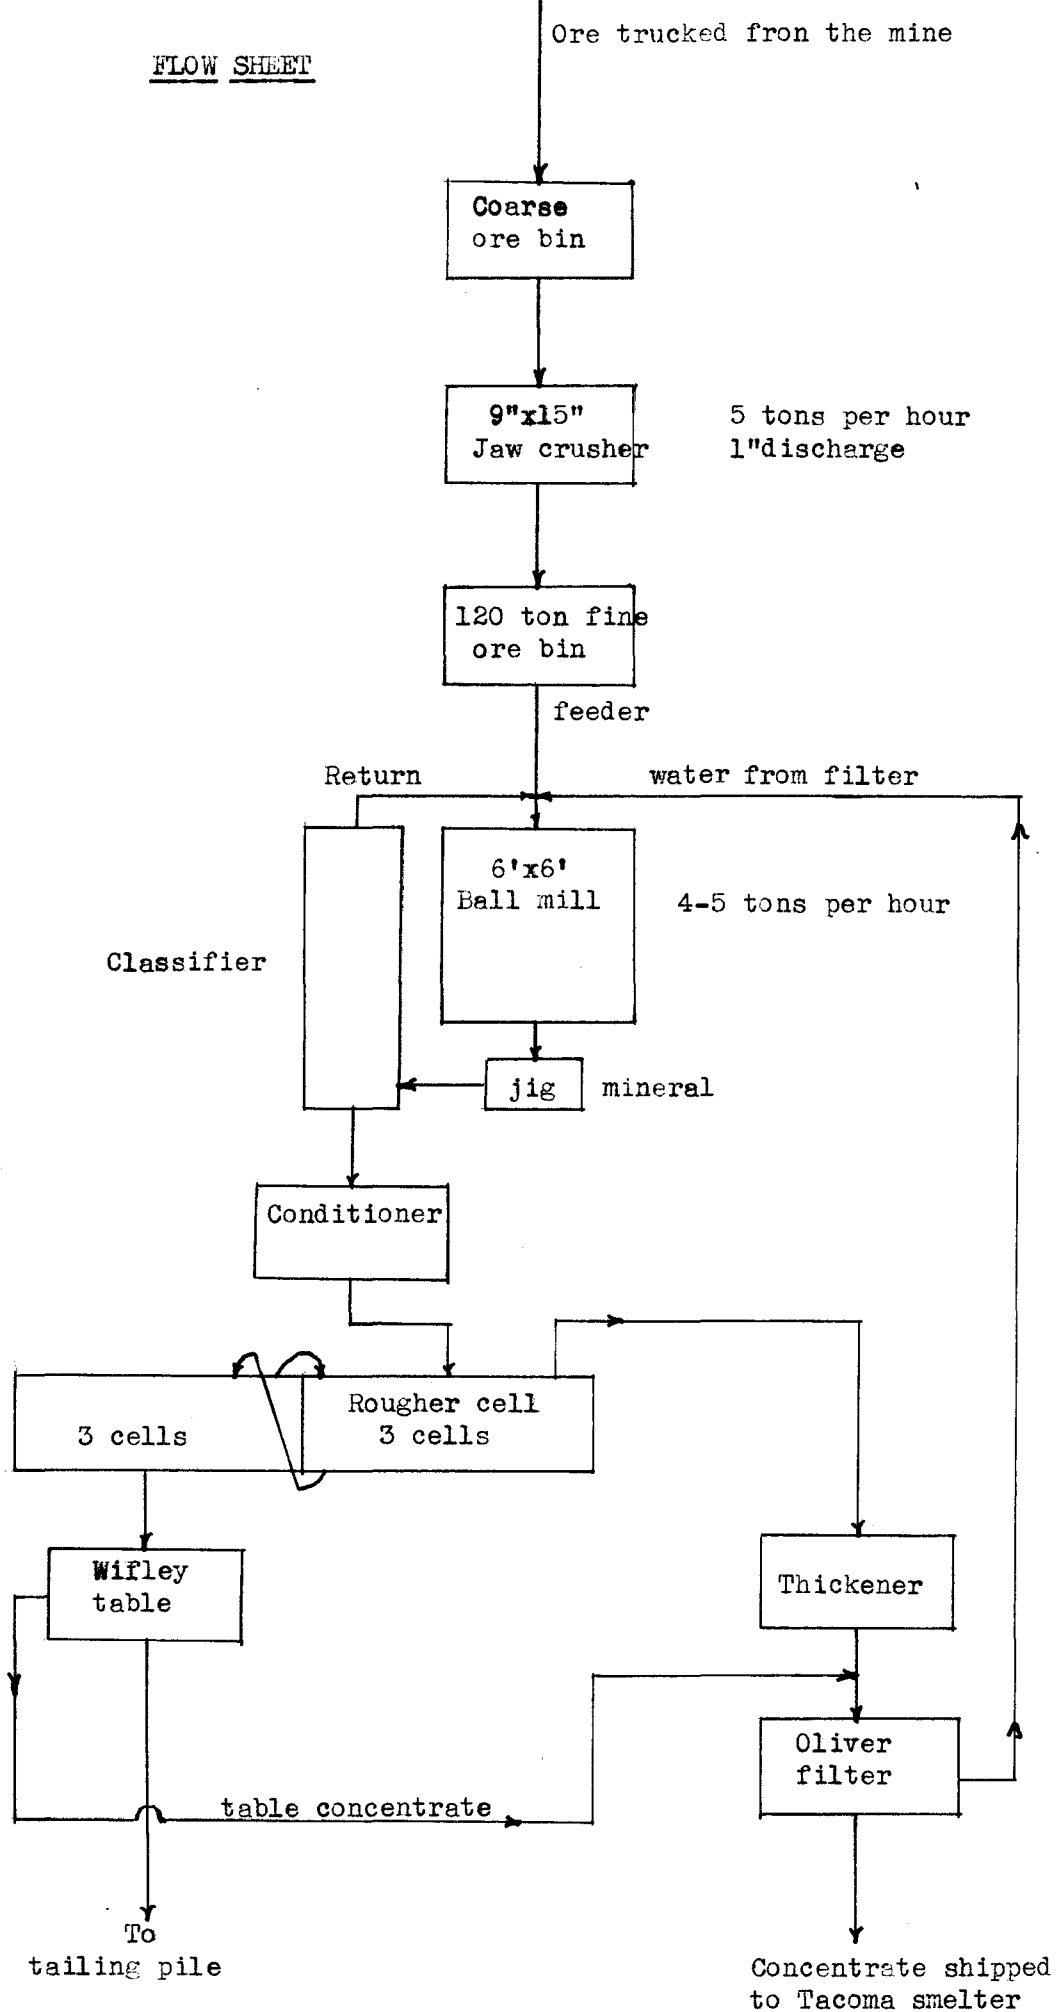 Ore trucked fron the mine
FLOW SHEET
Coarse
ore bin
9"x15"
Jaw crusher
5 tons per hour
1"discharge
120 ton fine
ore bin
feeder
Return
water from filter
6'x6'
Ball mill
4-5 tons per hour
Classifier
jig
mineral
Conditioner
Rougher cell
3 cells
3 cells
Wifley
table
Thickener
Oliver
filter
table concentrate
To
tailing pile
Concentrate shipped
to Tacoma smelter